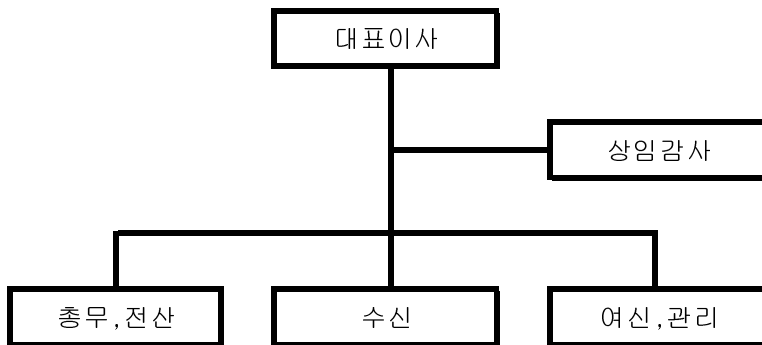 대표이사
상임감사
총무,전산
수신
여신,관리